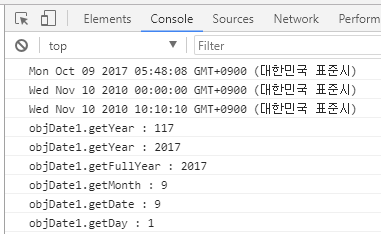 Elements Console Sources Network Perform
top ▼ Filter
Mon Oct 09 2017 05:48:08 GMT+0900 (대한민국 표준시)
Wed Nov 10 2010 00:00:00 GMT+0900 (대한민국 표준시)
Wed Nov 10 2010 10:10:10 GMT+0900 (대한민국 표준시)
objDate1.getYear : 117
objDate1.getYear : 2017
objDate1.getFullYear : 2017
objDate1.getMonth : 9
objDate1.getDate : 9
objDate1.getDay : 1